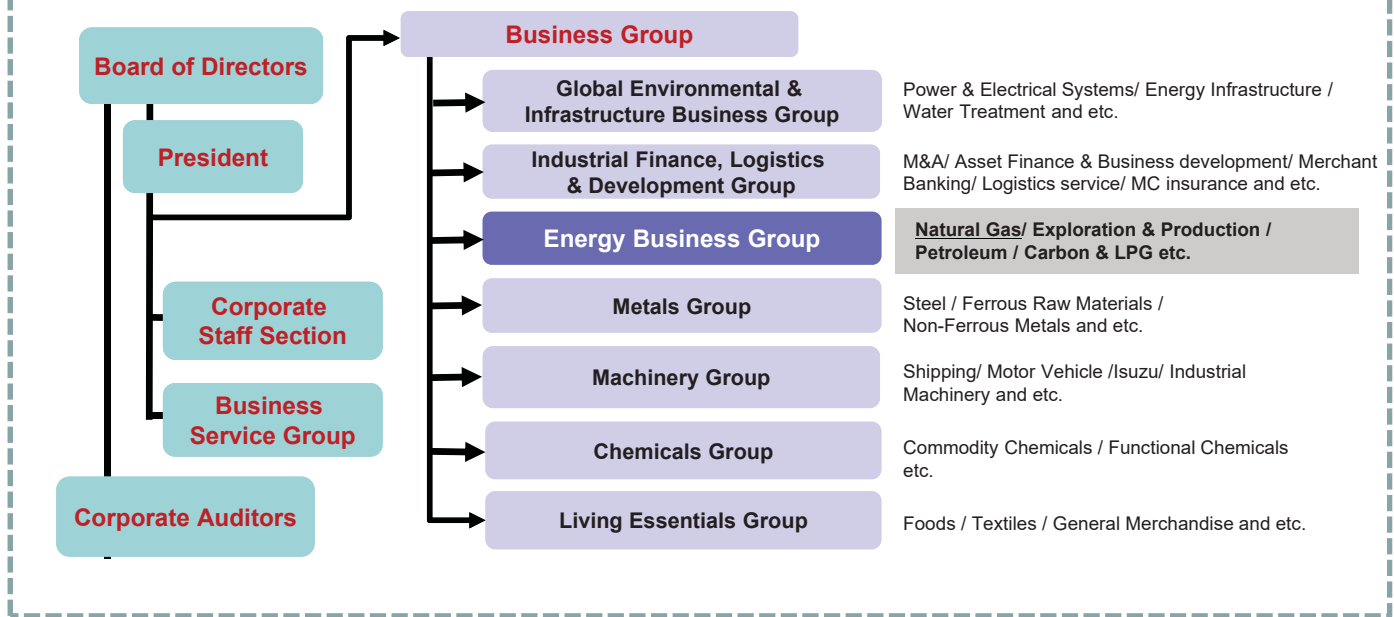 Board of Directors
President
Corporate
Staff Section
Business
Service Group
Corporate Auditors
Business Group
Global Environmental &
Infrastructure Business Group
Power & Electrical Systems/ Energy Infrastructure /
Water Treatment and etc.
Industrial Finance, Logistics
& Development Group
M&A/ Asset Finance & Business development/ Merchant
Banking/ Logistics service/ MC insurance and etc.
Energy Business Group
Natural Gas/ Exploration & Production /
Petroleum / Carbon & LPG etc.
Metals Group
Steel / Ferrous Raw Materials /
Non-Ferrous Metals and etc.
Machinery Group
Shipping/ Motor Vehicle /Isuzu/ Industrial
Machinery and etc.
Chemicals Group
Commodity Chemicals / Functional Chemicals
etc.
Living Essentials Group
Foods / Textiles / General Merchandise and etc.